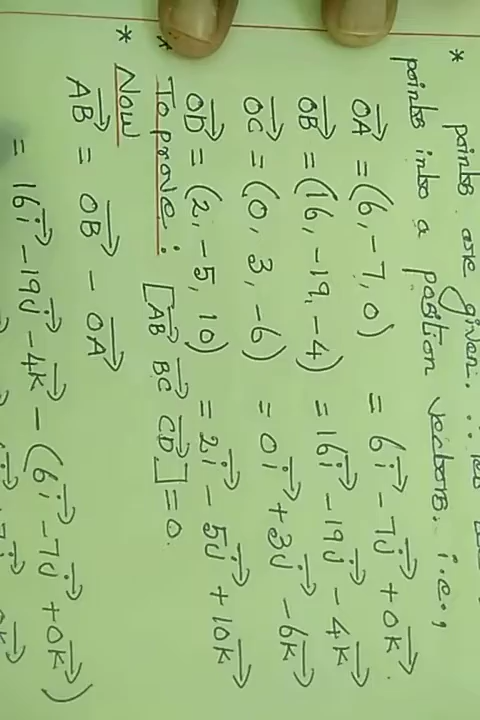 * points are given.
points into a position vectors. i.e.,
OA→ = (6, -7, 0) = 6i→ - 7j→ + 0k→.
OB→ = (16, -19, -4) = 16i→ - 19j→ - 4k→
OC→ = (0, 3, -6) = 0i→ + 3j→ - 6k→
OD→ = (2, -5, 10) = 2i→ - 5j→ + 10k→
* To prove: [AB→ BC→ CD→] = 0.
* Now
AB→ = OB→ - OA→
= 16i→ - 19j→ - 4k→ - (6i→ - 7j→ + 0k→)